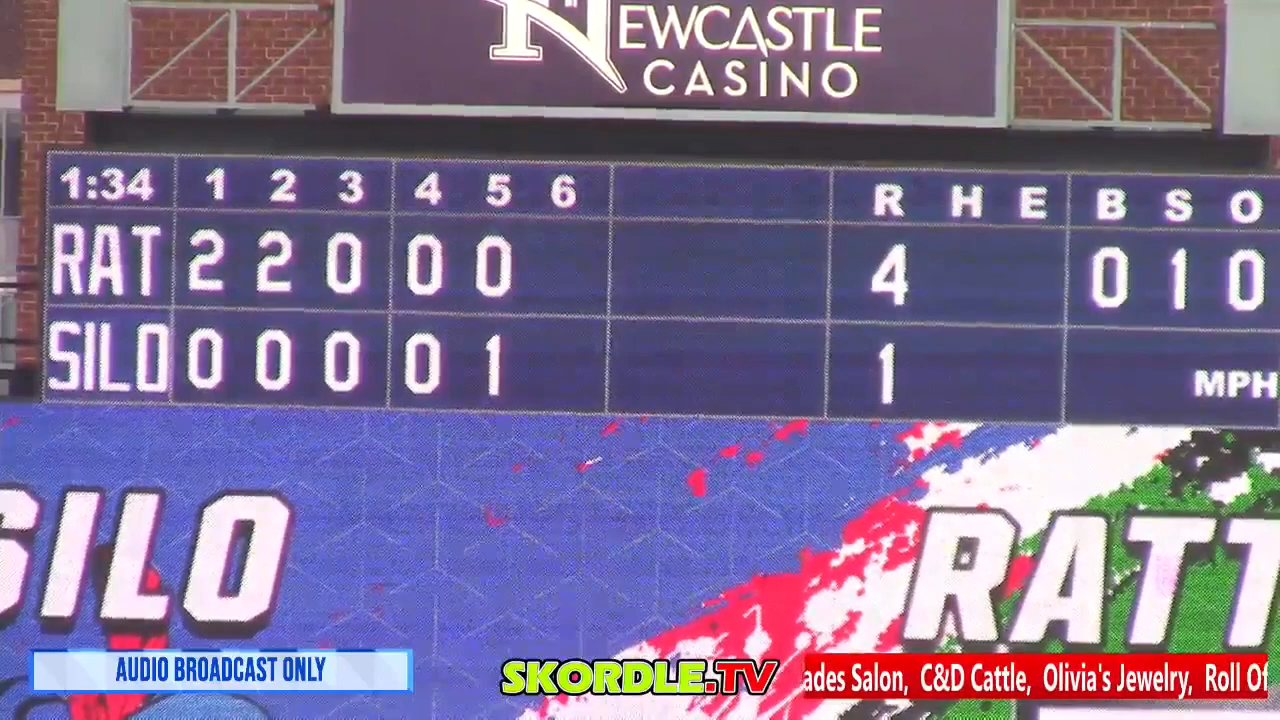 NEWCASTLE
CASINO
1:34 1 2 3 4 5 6 R H E B S O
RAT 2 2 0 0 0 4 0 1 0
SILO 0 0 0 0 1 1 MPH
SILO
RATT
AUDIO BROADCAST ONLY
SKORDLE.TV
ades Salon, C&D Cattle, Olivia's Jewelry, Roll Of